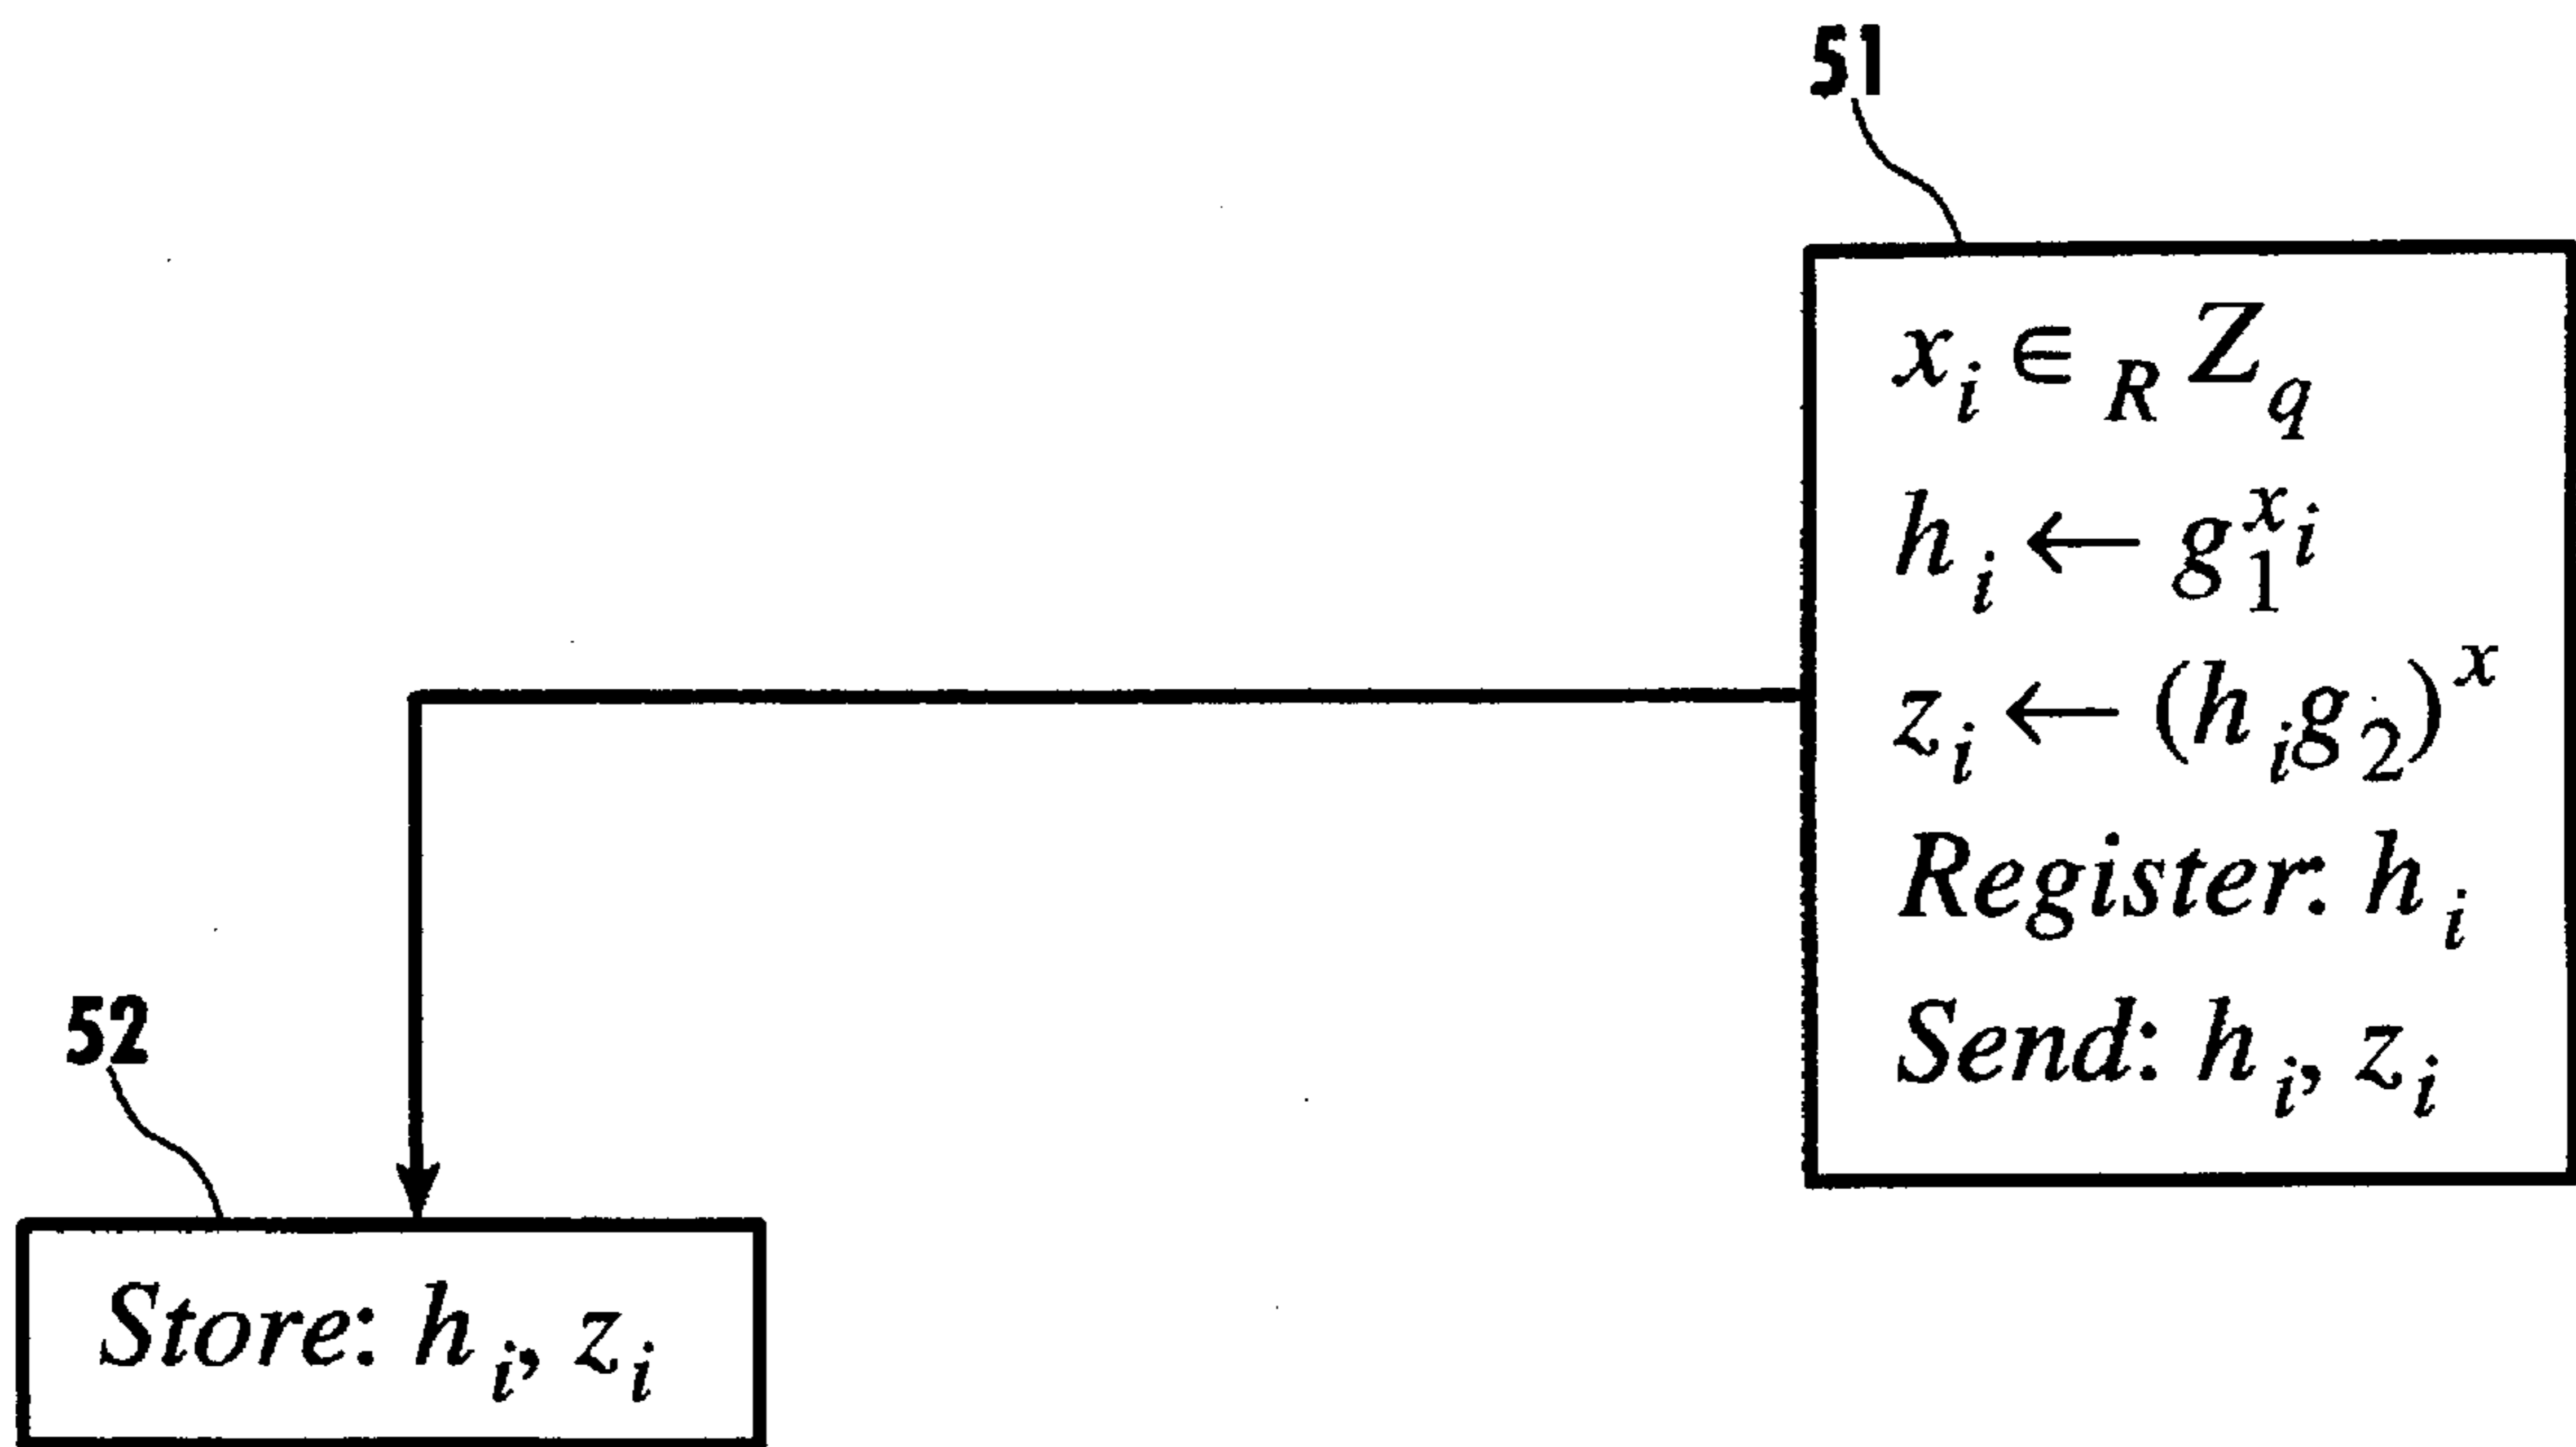 51
x_i ∈_R Z_q
h_i ← g_1^{x_i}
z_i ← (h_i g_2)^x
Register: h_i
Send: h_i, z_i
52
Store: h_i, z_i